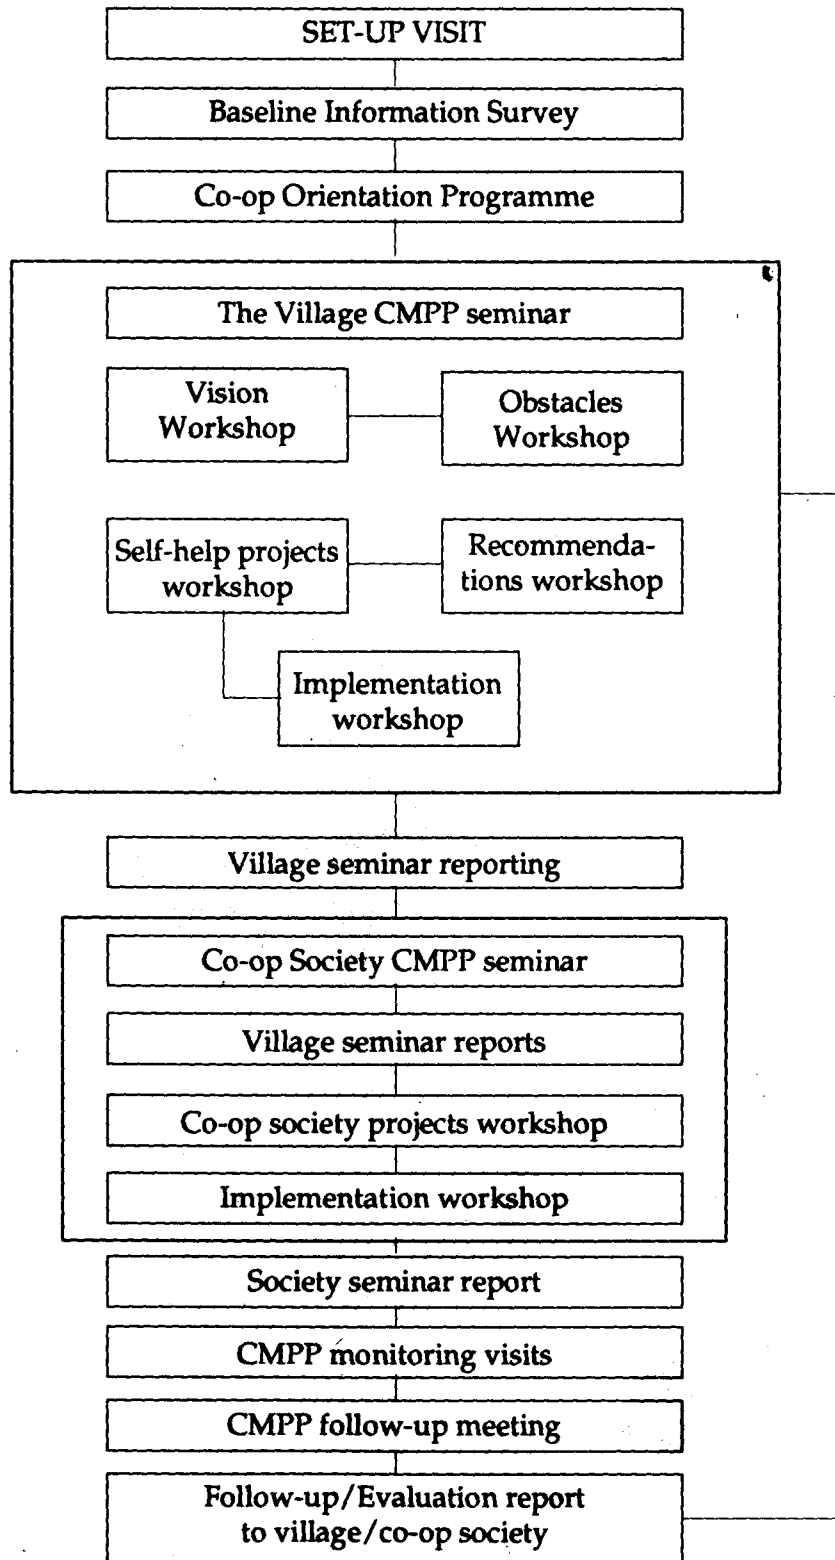 SET-UP VISIT
Baseline Information Survey
Co-op Orientation Programme
The Village CMPP seminar
Vision
Workshop
Obstacles
Workshop
Self-help projects
workshop
Recommenda-
tions workshop
Implementation
workshop
Village seminar reporting
Co-op Society CMPP seminar
Village seminar reports
Co-op society projects workshop
Implementation workshop
Society seminar report
CMPP monitoring visits
CMPP follow-up meeting
Follow-up/Evaluation report
to village/co-op society